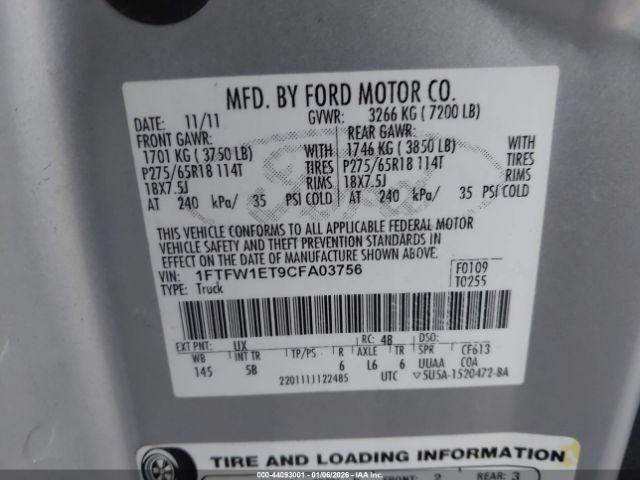 MFD. BY FORD MOTOR CO.
DATE: 11/11 GVWR: 3266 KG ( 7200 LB)
FRONT GAWR: REAR GAWR:
1701 KG ( 3750 LB) WITH 1746 KG ( 3850 LB) WITH
P275/65R18 114T TIRES P275/65R18 114T TIRES
18X7.5J RIMS 18X7.5J RIMS
AT 240 kPa/ 35 PSI COLD AT 240 kPa/ 35 PSI COLD
THIS VEHICLE CONFORMS TO ALL APPLICABLE FEDERAL MOTOR
VEHICLE SAFETY AND THEFT PREVENTION STANDARDS IN
EFFECT ON THE DATE OF MANUFACTURE SHOWN ABOVE.
VIN: 1FTFW1ET9CFA03756 F0109
TYPE: Truck T0255
EXT PNT: UX RC: 48 DSO:
WB INT TR TP/PS R AXLE TR SPR CF613
145 5B 6 L6 6 UUAA COA
2201111122485 UTC ▽5U5A-1520472-BA
TIRE AND LOADING INFORMATION
FRONT: 2 REAR: 3
000-44093001 - 01/06/2026 - IAA Inc.